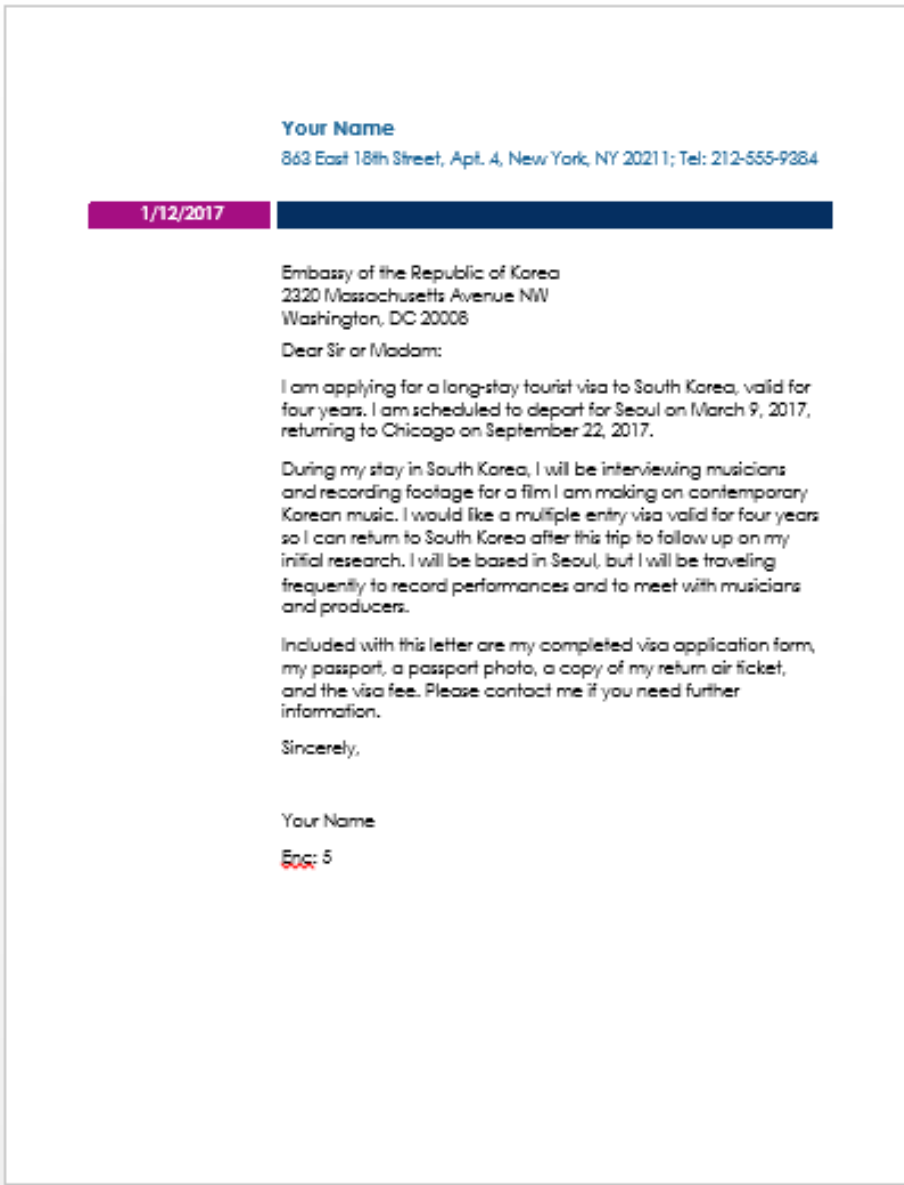 Your Name
863 East 18th Street, Apt. 4, New York, NY 20211; Tel: 212-555-9384
1/12/2017
Embassy of the Republic of Korea
2320 Massachusetts Avenue NW
Washington, DC 20008
Dear Sir or Madam:
I am applying for a long-stay tourist visa to South Korea, valid for
four years. I am scheduled to depart for Seoul on March 9, 2017,
returning to Chicago on September 22, 2017.
During my stay in South Korea, I will be interviewing musicians
and recording footage for a film I am making on contemporary
Korean music. I would like a multiple entry visa valid for four years
so I can return to South Korea after this trip to follow up on my
initial research. I will be based in Seoul, but I will be traveling
frequently to record performances and to meet with musicians
and producers.
Included with this letter are my completed visa application form,
my passport, a passport photo, a copy of my return air ticket,
and the visa fee. Please contact me if you need further
information.
Sincerely,
Your Name
Enc: 5